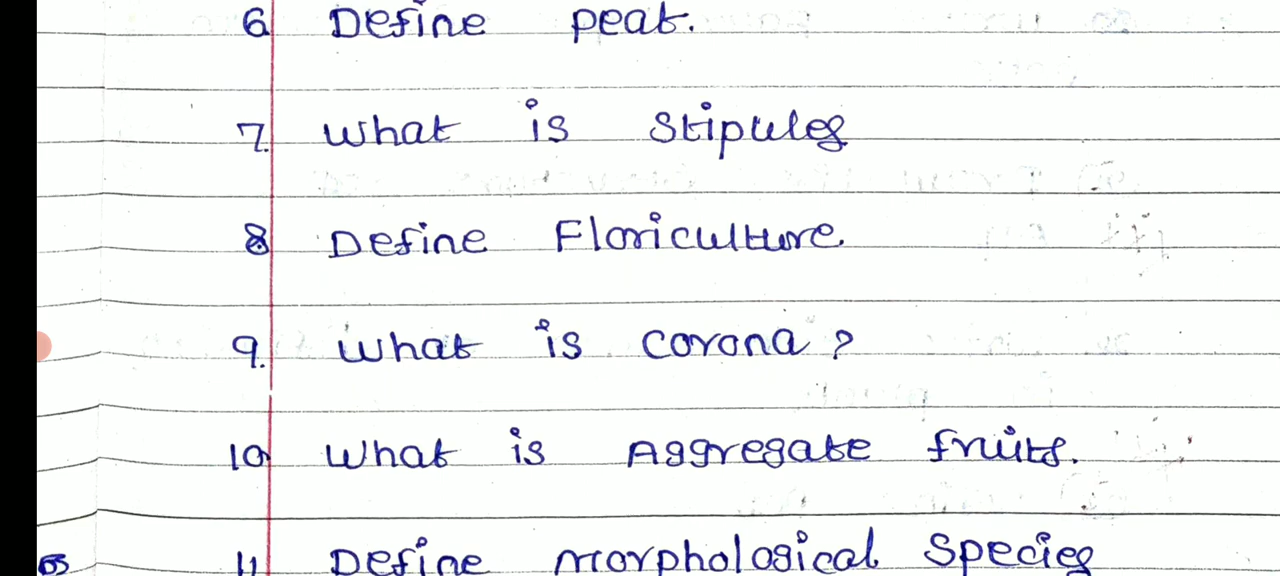 6. Define peat.
7. What is Stipules
8. Define Floriculture.
9. What is corona?
10. What is Aggregate fruits.
11. Define morphological Species